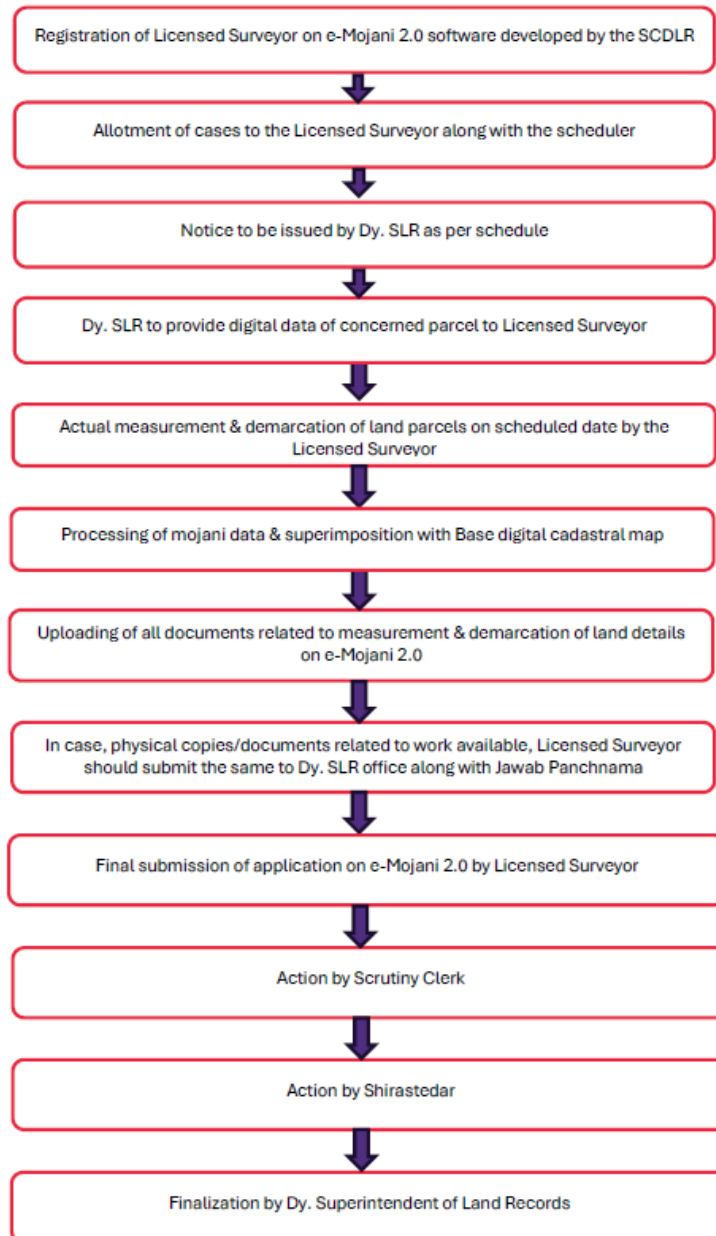 Registration of Licensed Surveyor on e-Mojani 2.0 software developed by the SCDLR
Allotment of cases to the Licensed Surveyor along with the scheduler
Notice to be issued by Dy. SLR as per schedule
Dy. SLR to provide digital data of concerned parcel to Licensed Surveyor
Actual measurement & demarcation of land parcels on scheduled date by the
Licensed Surveyor
Processing of mojani data & superimposition with Base digital cadastral map
Uploading of all documents related to measurement & demarcation of land details
on e-Mojani 2.0
In case, physical copies/documents related to work available, Licensed Surveyor
should submit the same to Dy. SLR office along with Jawab Panchnama
Final submission of application on e-Mojani 2.0 by Licensed Surveyor
Action by Scrutiny Clerk
Action by Shirastedar
Finalization by Dy. Superintendent of Land Records